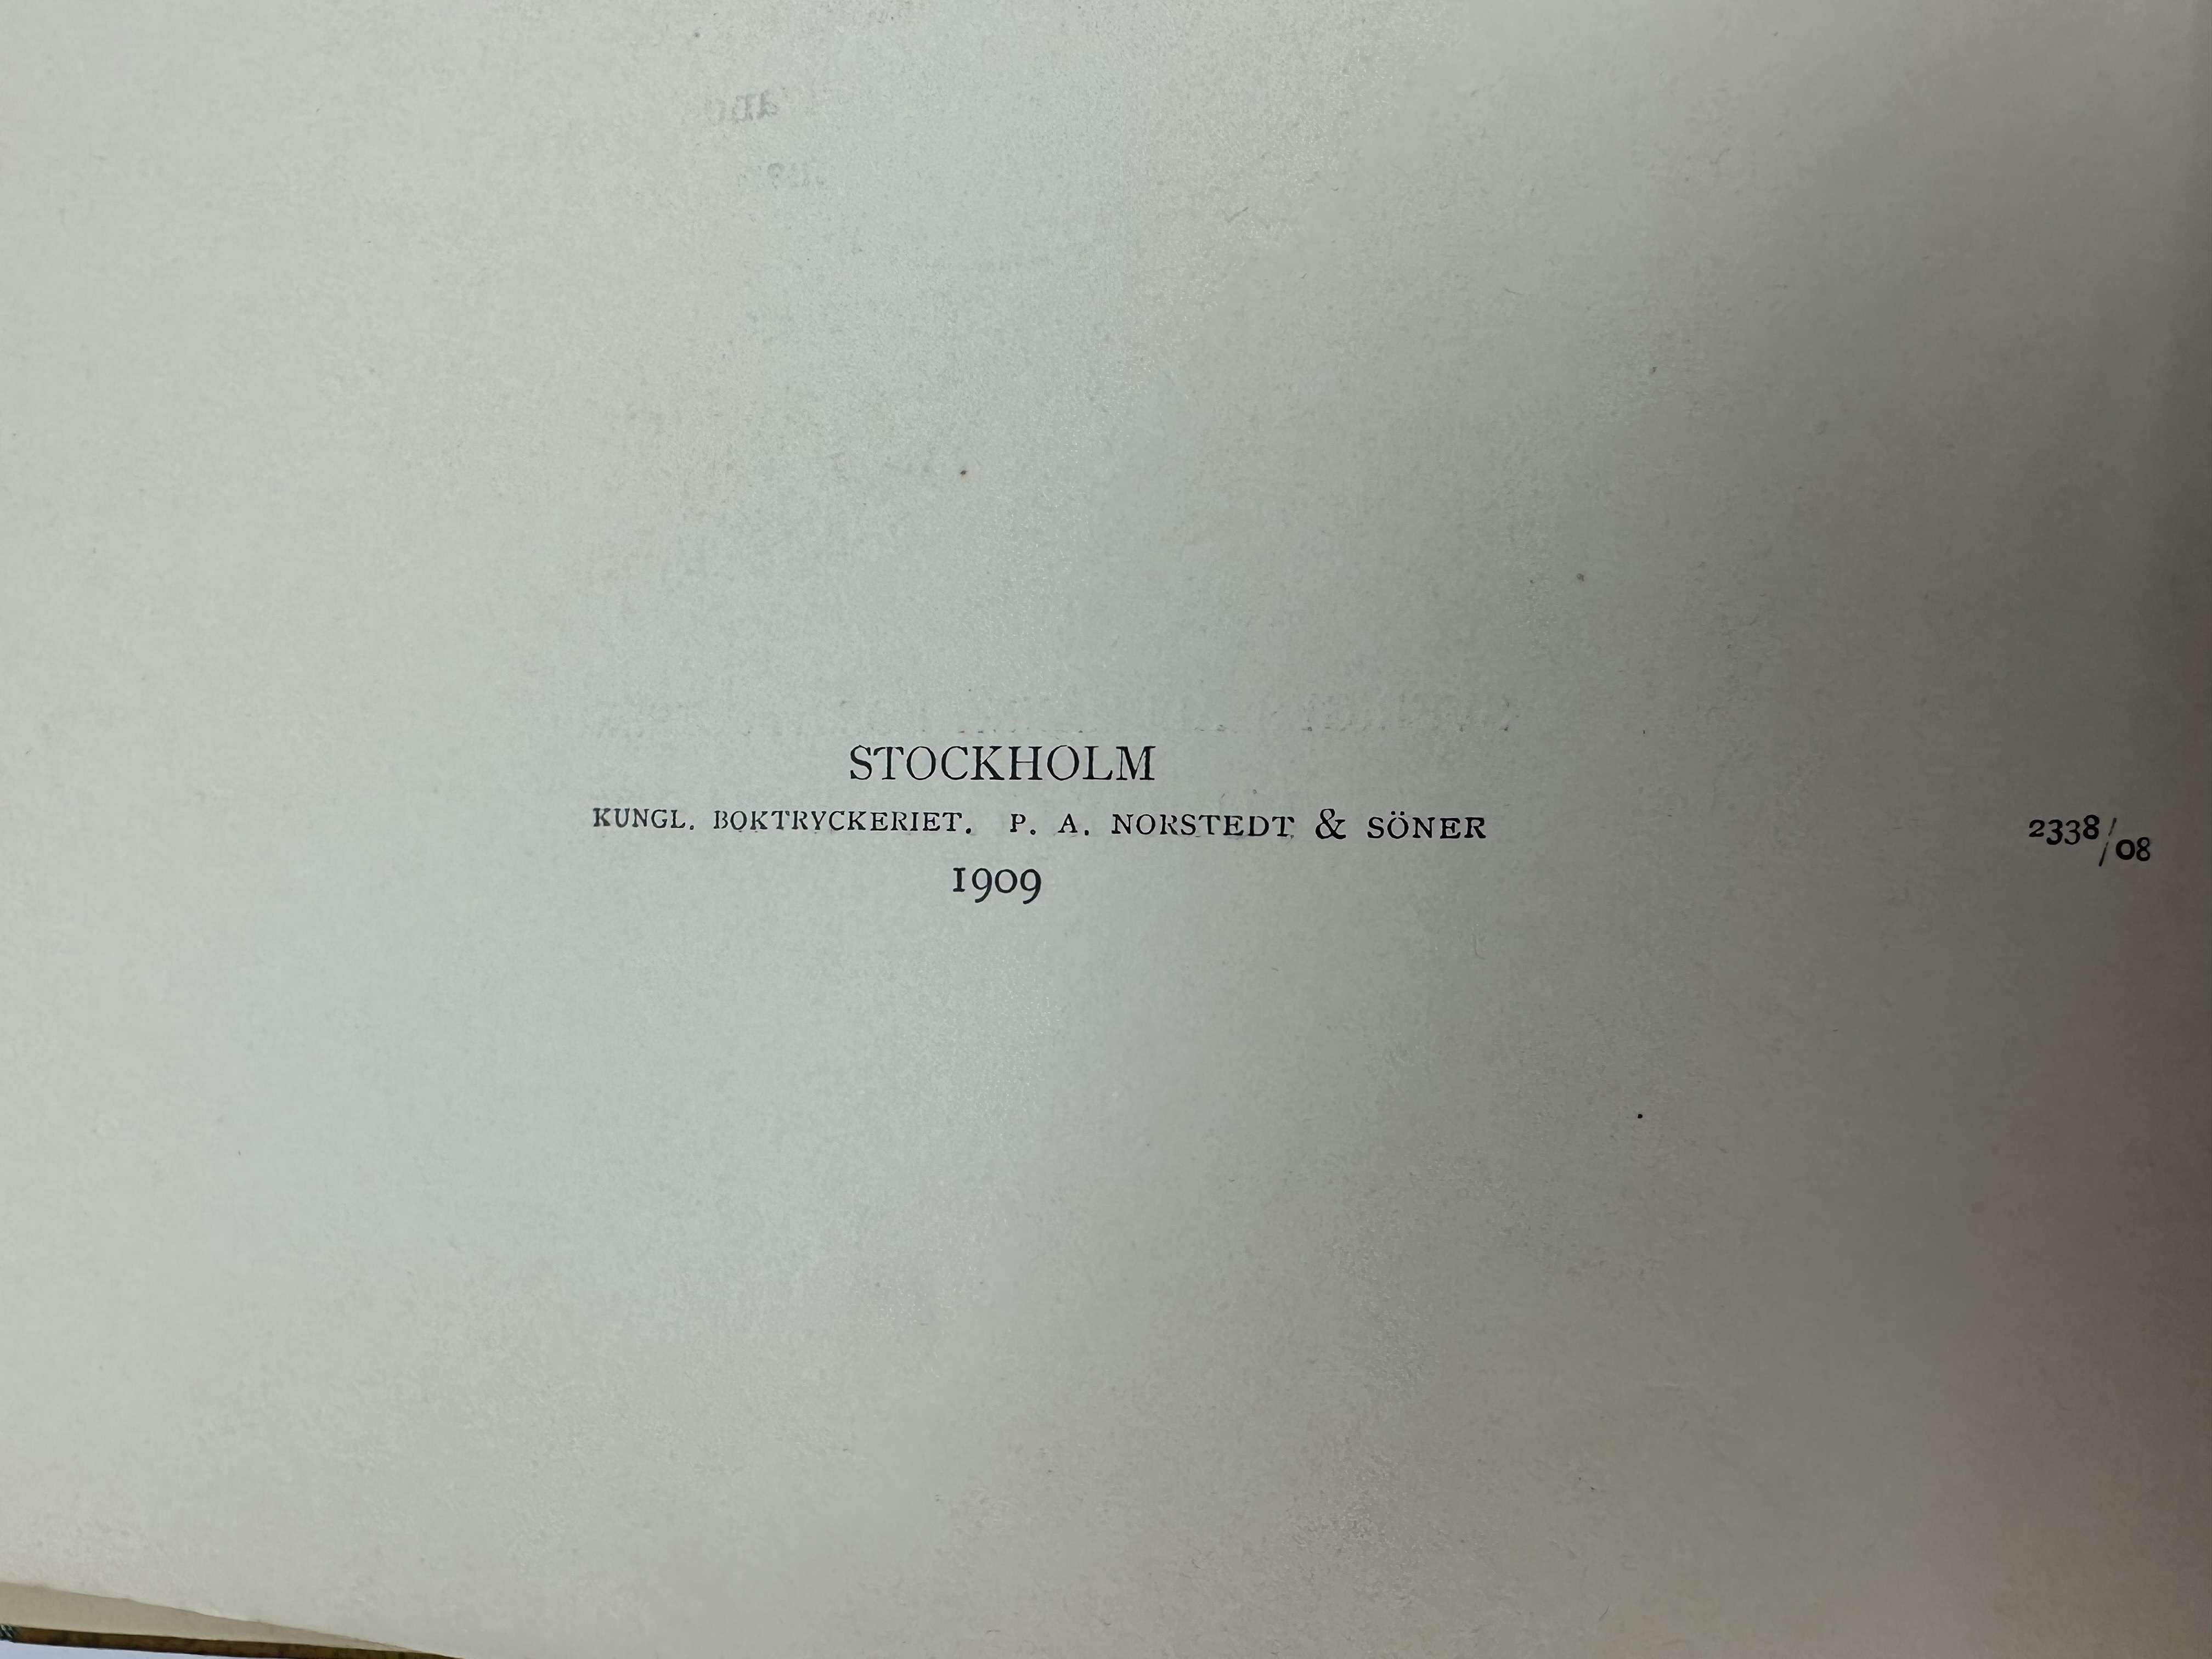 STOCKHOLM
KUNGL. BOKTRYCKERIET. P. A. NORSTEDT & SÖNER
2338/08
1909